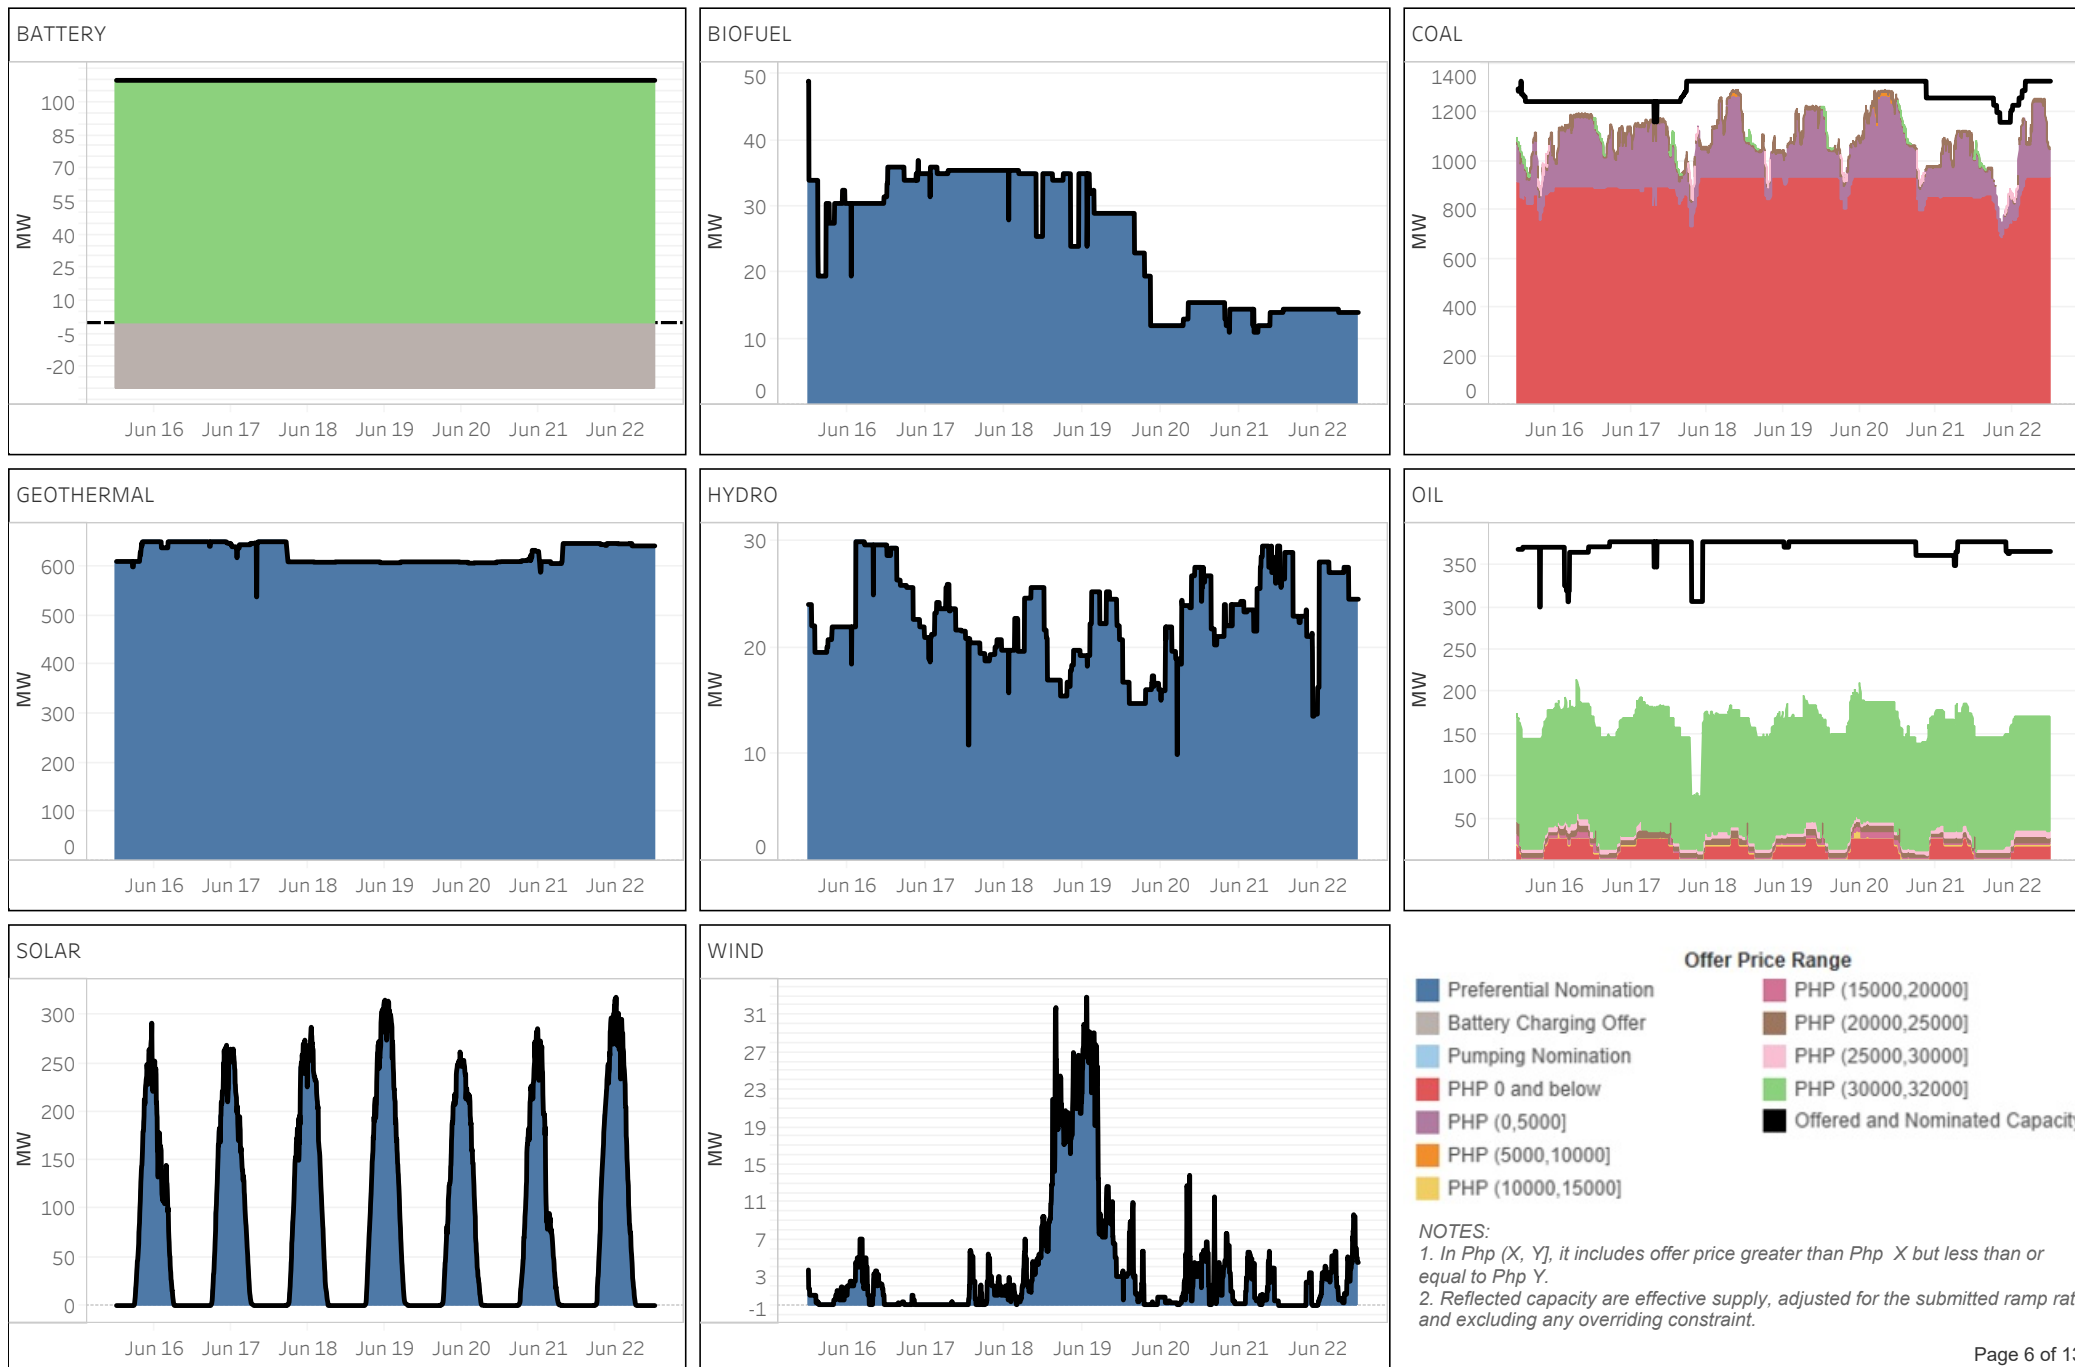 BATTERY
MW
100
85
70
55
40
25
10
-5
-20
Jun 16 Jun 17 Jun 18 Jun 19 Jun 20 Jun 21 Jun 22
BIOFUEL
MW
50
40
30
20
10
0
Jun 16 Jun 17 Jun 18 Jun 19 Jun 20 Jun 21 Jun 22
COAL
MW
1400
1200
1000
800
600
400
200
0
Jun 16 Jun 17 Jun 18 Jun 19 Jun 20 Jun 21 Jun 22
GEOTHERMAL
MW
600
500
400
300
200
100
0
Jun 16 Jun 17 Jun 18 Jun 19 Jun 20 Jun 21 Jun 22
HYDRO
MW
30
20
10
0
Jun 16 Jun 17 Jun 18 Jun 19 Jun 20 Jun 21 Jun 22
OIL
MW
350
300
250
200
150
100
50
Jun 16 Jun 17 Jun 18 Jun 19 Jun 20 Jun 21 Jun 22
SOLAR
MW
300
250
200
150
100
50
0
Jun 16 Jun 17 Jun 18 Jun 19 Jun 20 Jun 21 Jun 22
WIND
MW
31
27
23
19
15
11
7
3
-1
Jun 16 Jun 17 Jun 18 Jun 19 Jun 20 Jun 21 Jun 22
Offer Price Range
Preferential Nomination
Battery Charging Offer
Pumping Nomination
PHP 0 and below
PHP (0,5000]
PHP (5000,10000]
PHP (10000,15000]
PHP (15000,20000]
PHP (20000,25000]
PHP (25000,30000]
PHP (30000,32000]
Offered and Nominated Capacity
NOTES:
1. In Php (X, Y], it includes offer price greater than Php X but less than or
equal to Php Y.
2. Reflected capacity are effective supply, adjusted for the submitted ramp rat
and excluding any overriding constraint.
Page 6 of 13